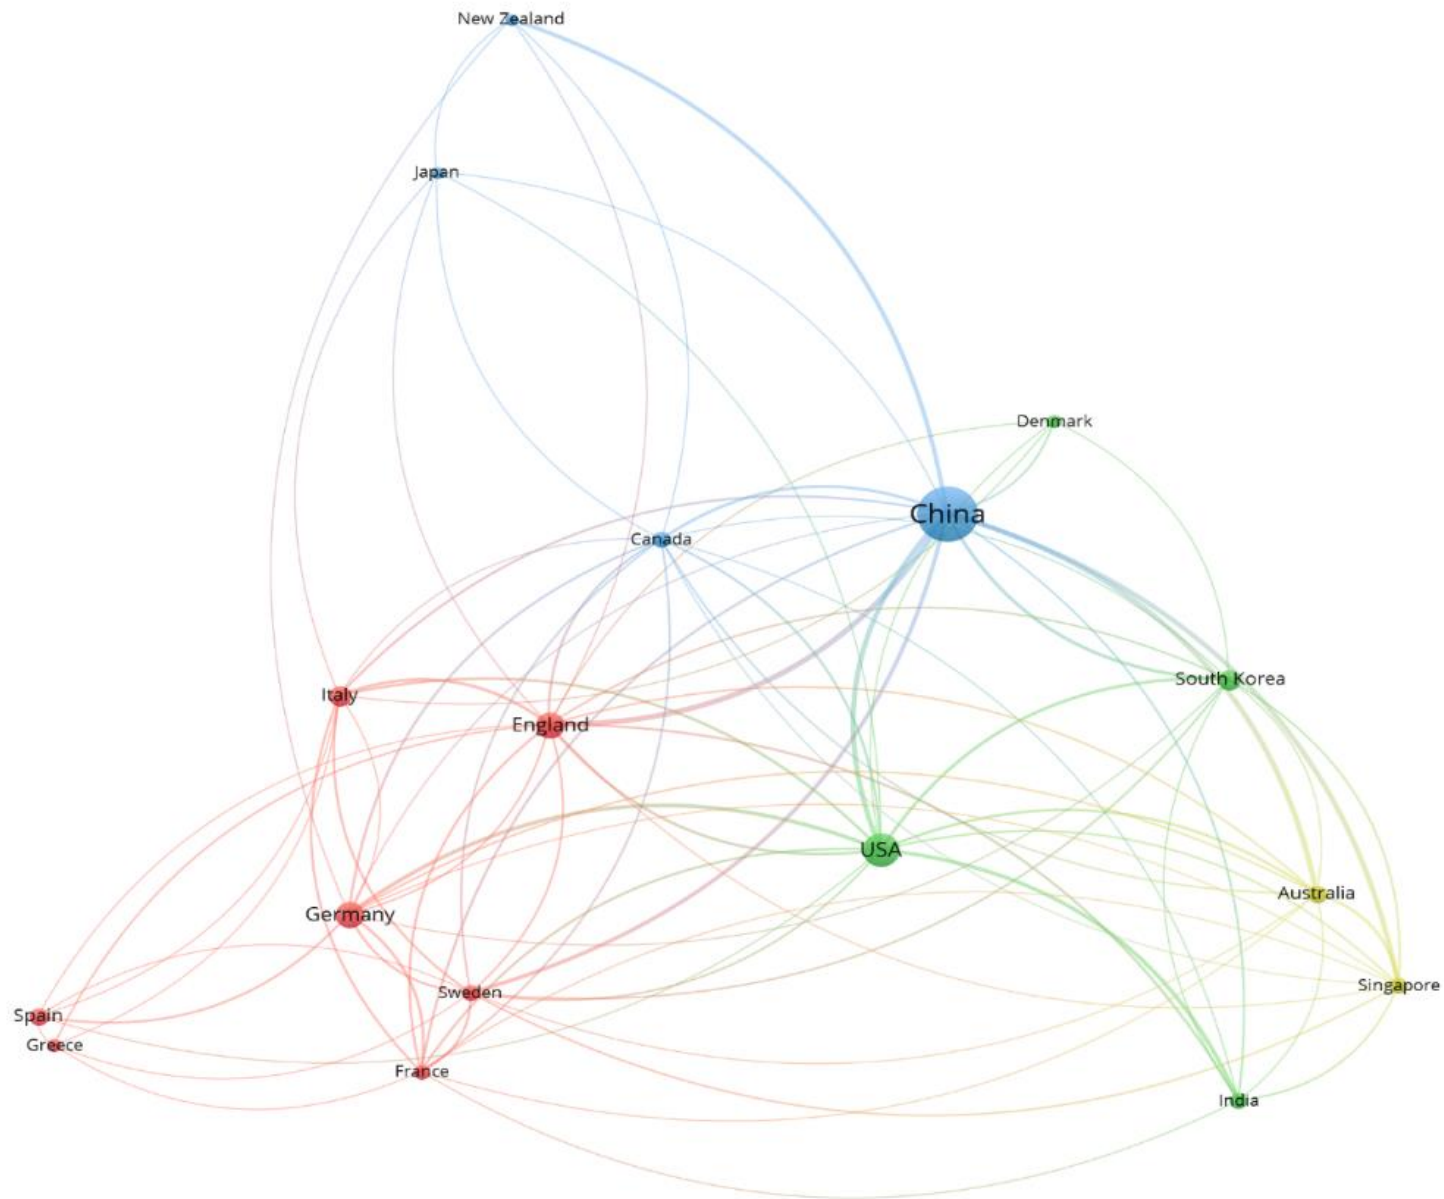 New Zealand
Japan
Denmark
China
Canada
South Korea
Italy
England
USA
Australia
Germany
Singapore
Sweden
Spain
Greece
France
India